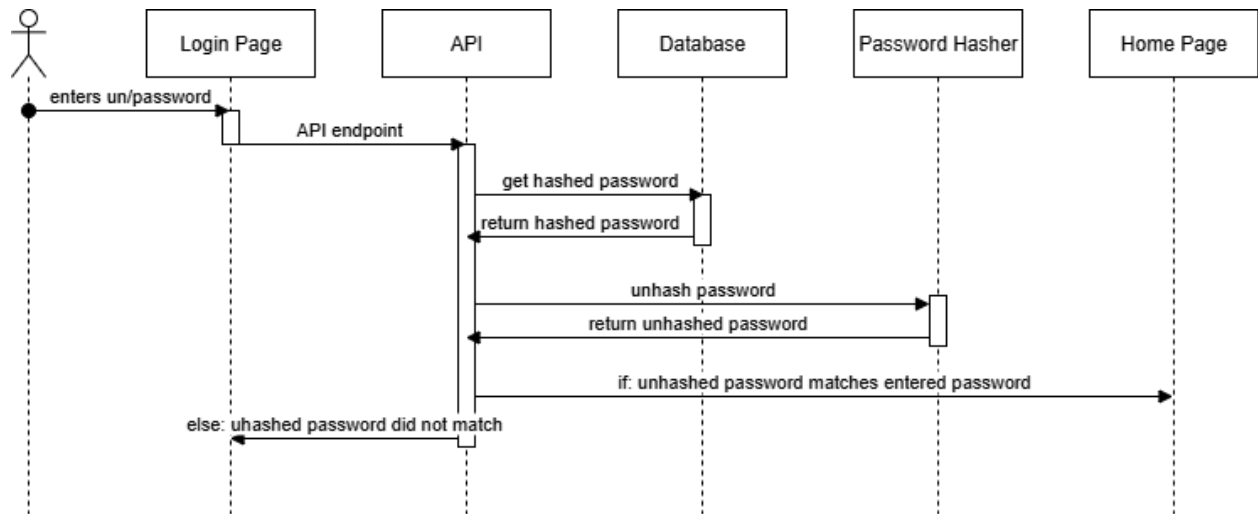 Login Page
API
Database
Password Hasher
Home Page
enters un/password
API endpoint
get hashed password
return hashed password
unhash password
return unhashed password
if: unhashed password matches entered password
else: uhashed password did not match